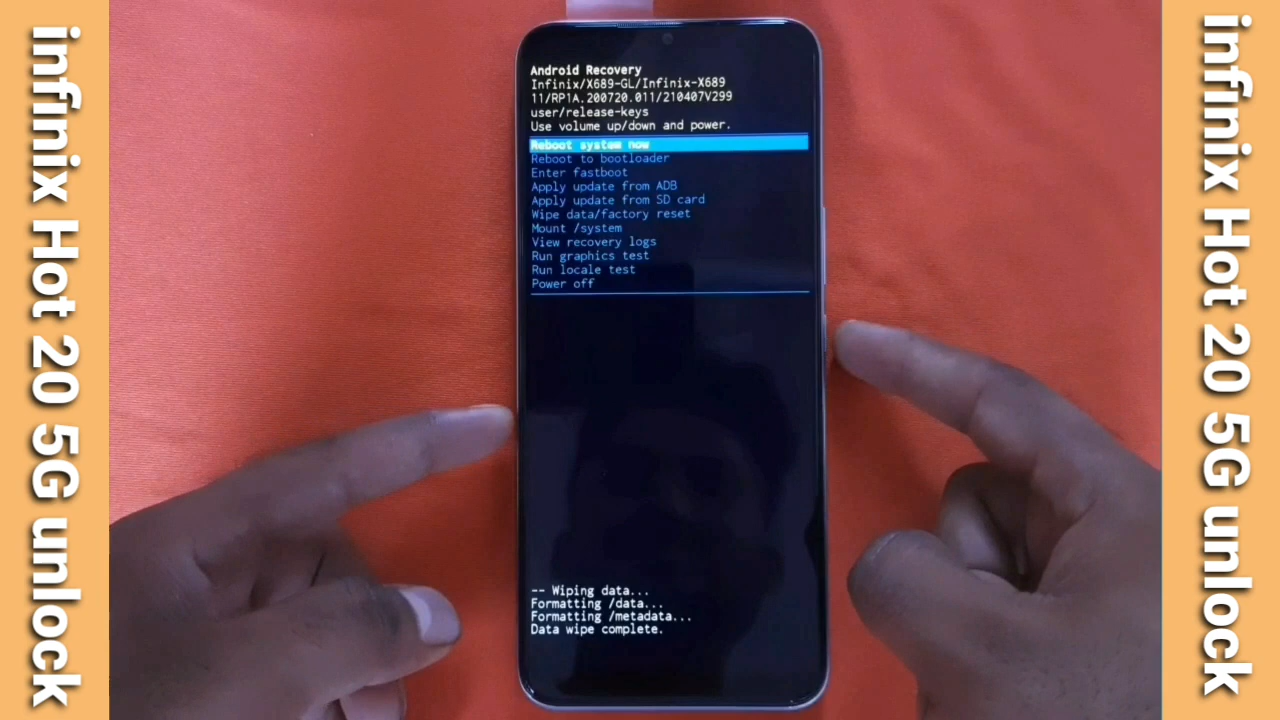 infinix Hot 20 5G unlock
Android Recovery
Infinix/X689-GL/Infinix-X689
11/RP1A.200720.011/210407V299
user/release-keys
Use volume up/down and power.
Reboot system now
Reboot to bootloader
Enter fastboot
Apply update from ADB
Apply update from SD card
Wipe data/factory reset
Mount /system
View recovery logs
Run graphics test
Run locale test
Power off
-- Wiping data...
Formatting /data...
Formatting /metadata...
Data wipe complete.
infinix Hot 20 5G unlock